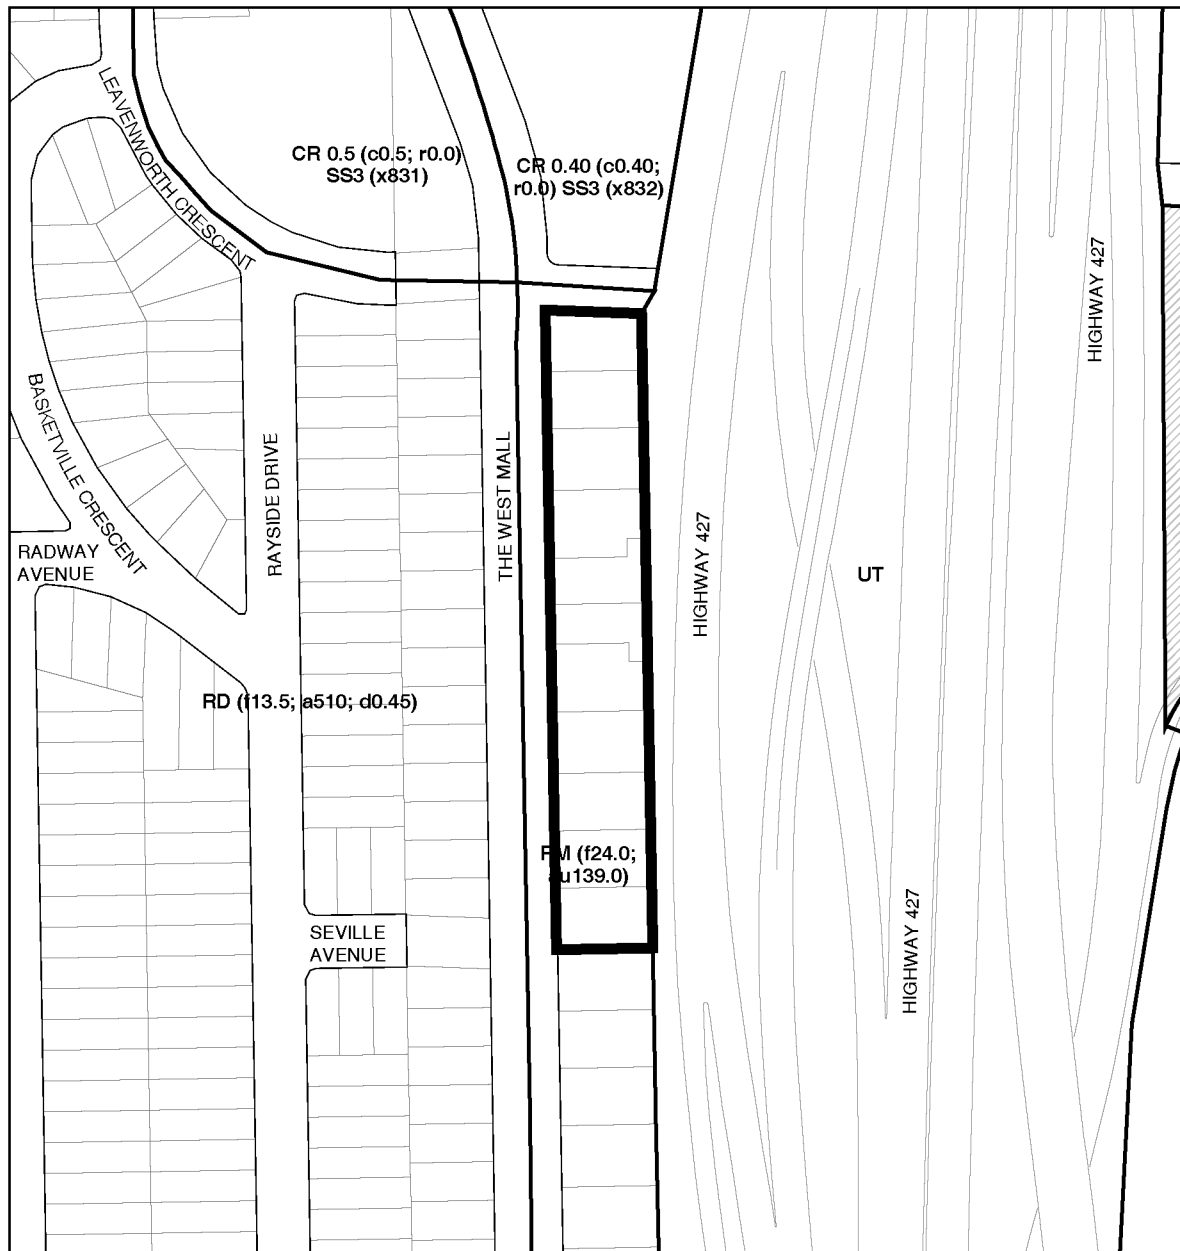 LEAVENWORTH CRESCENT
CR 0.5 (c0.5; r0.0)
SS3 (x831)
CR 0.40 (c0.40;
r0.0) SS3 (x832)
HIGHWAY 427
BASKETVILLE CRESCENT
RAYSIDE DRIVE
THE WEST MALL
HIGHWAY 427
RADWAY
AVENUE
UT
RD (f13.5; a510; d0.45)
RM (f24.0;
au139.0)
SEVILLE
AVENUE
HIGHWAY 427